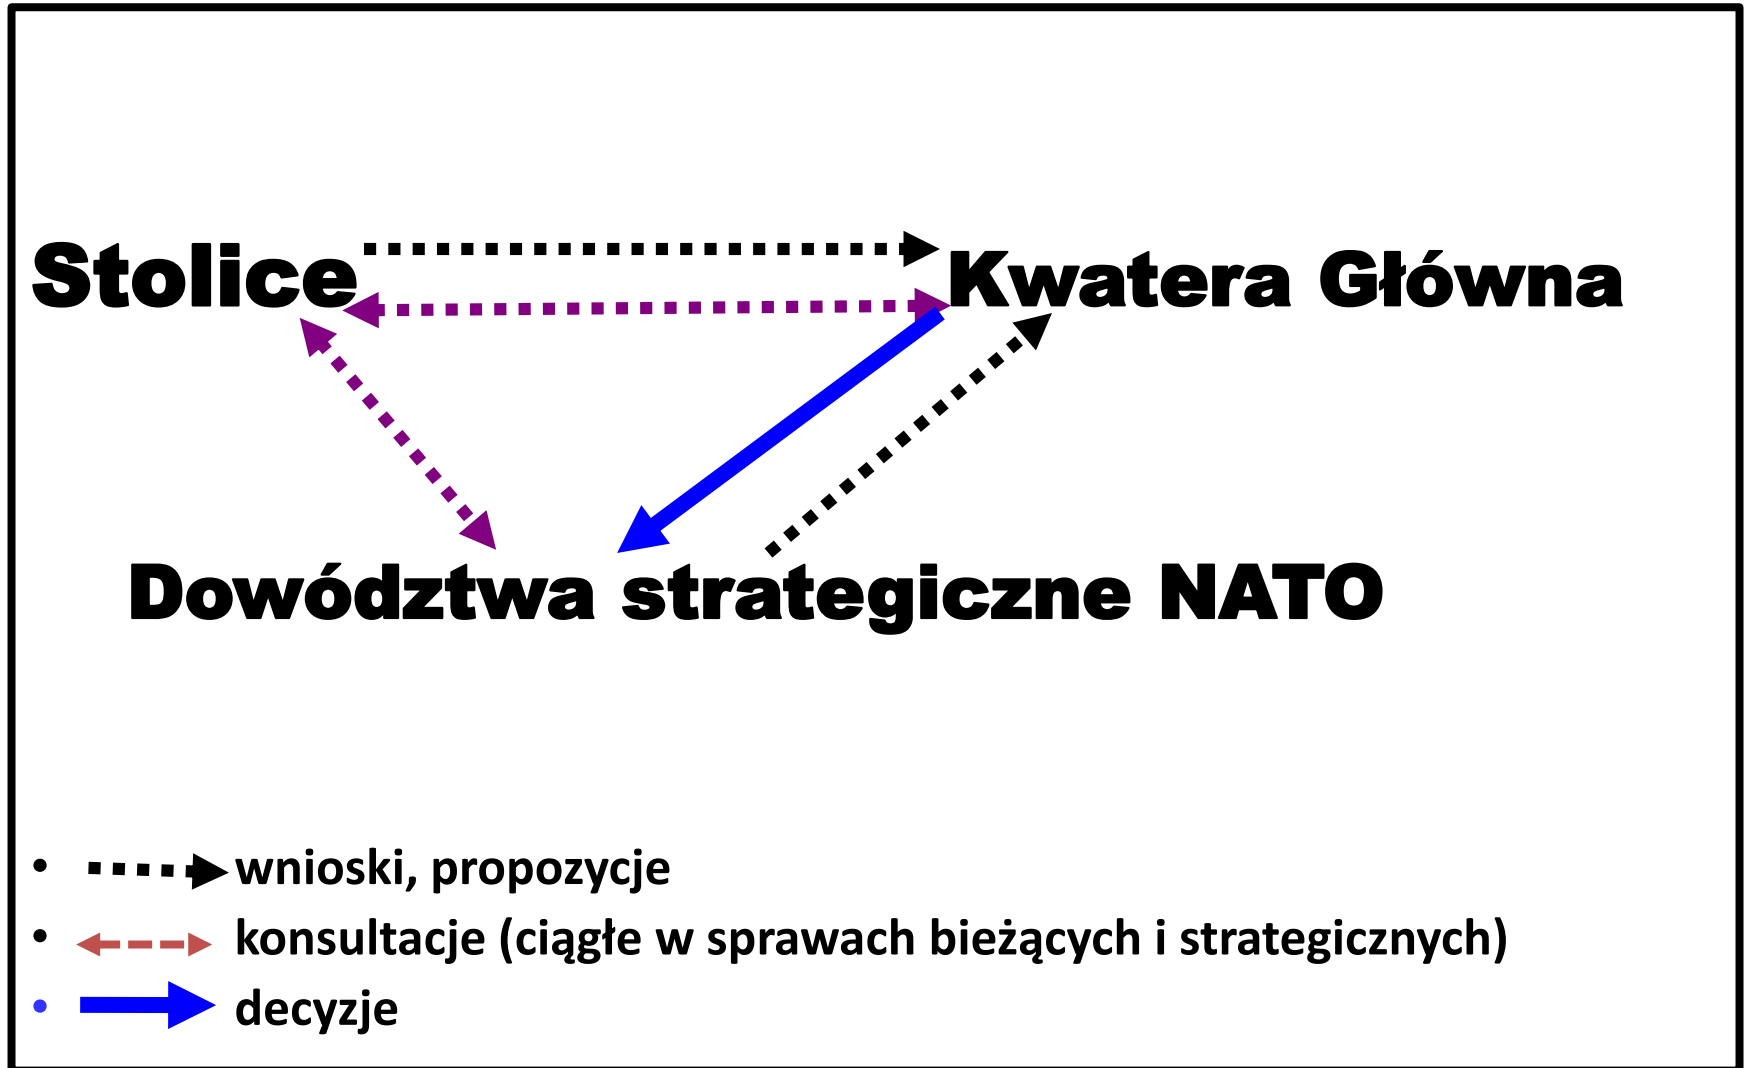 Stolice
Kwatera Główna
Dowództwa strategiczne NATO
• wnioski, propozycje
• konsultacje (ciągłe w sprawach bieżących i strategicznych)
• decyzje